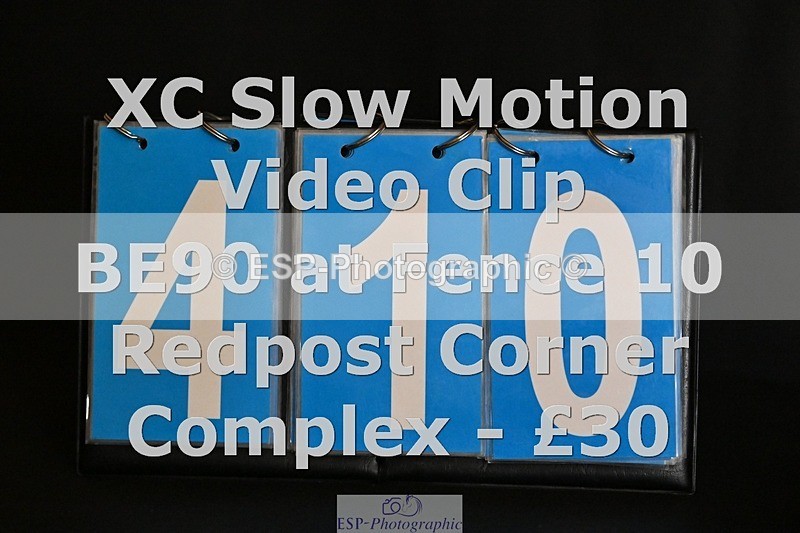 XC Slow Motion
Video Clip
BE90 at Fence 10
© ESP-Photographic ©
Redpost Corner
Complex - £30
410
ESP-Photographic